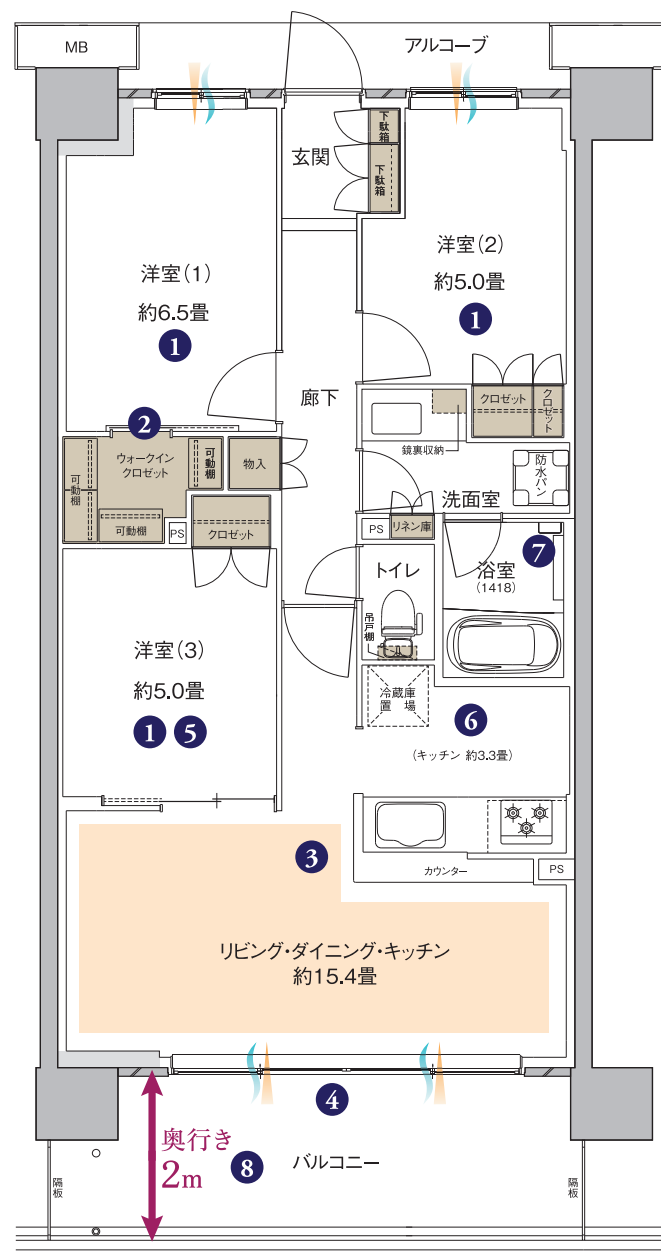 MB
アルコーブ
玄関
下駄箱
下駄箱
洋室(1)
約6.5畳
1
洋室(2)
約5.0畳
1
廊下
クロゼット
クロゼット
鏡裏収納
2
ウォークイン
クロゼット
可動棚
可動棚
可動棚
物入
PS
クロゼット
防水パン
洗面室
PS
リネン庫
トイレ
吊戸棚
7
浴室
(1418)
洋室(3)
約5.0畳
1
5
冷蔵庫
置場
6
(キッチン 約3.3畳)
3
カウンター
PS
リビング・ダイニング・キッチン
約15.4畳
4
奥行き
2m
8
バルコニー
隔板
隔板